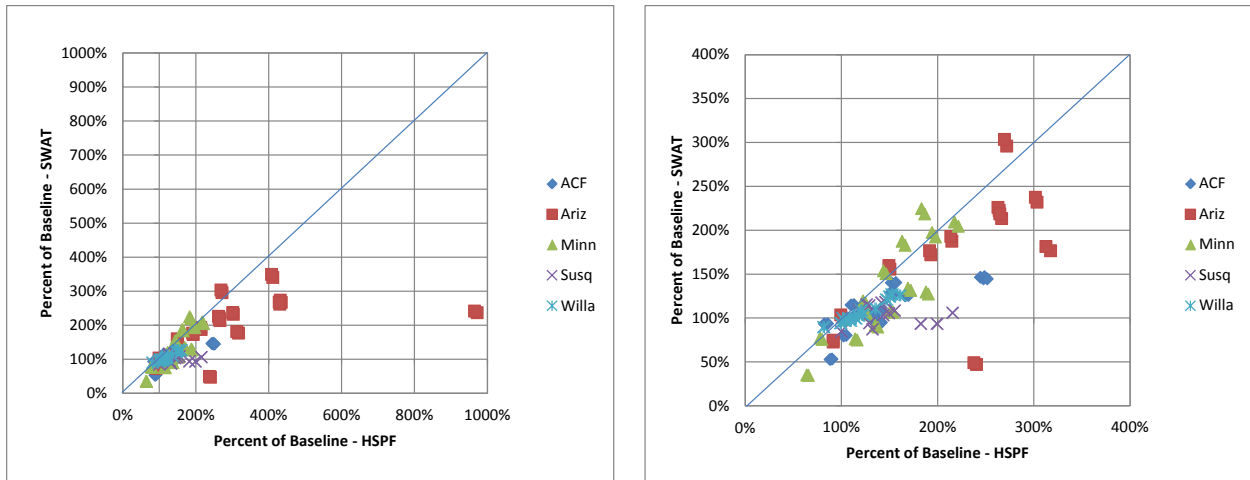 1000%
900%
800%
700%
600%
500%
400%
300%
200%
100%
0%
0% 200% 400% 600% 800% 1000%
Percent of Baseline - SWAT
Percent of Baseline - HSPF
ACF
Ariz
Minn
Susq
Willa
400%
350%
300%
250%
200%
150%
100%
50%
0%
0% 100% 200% 300% 400%
Percent of Baseline - SWAT
Percent of Baseline - HSPF
ACF
Ariz
Minn
Susq
Willa